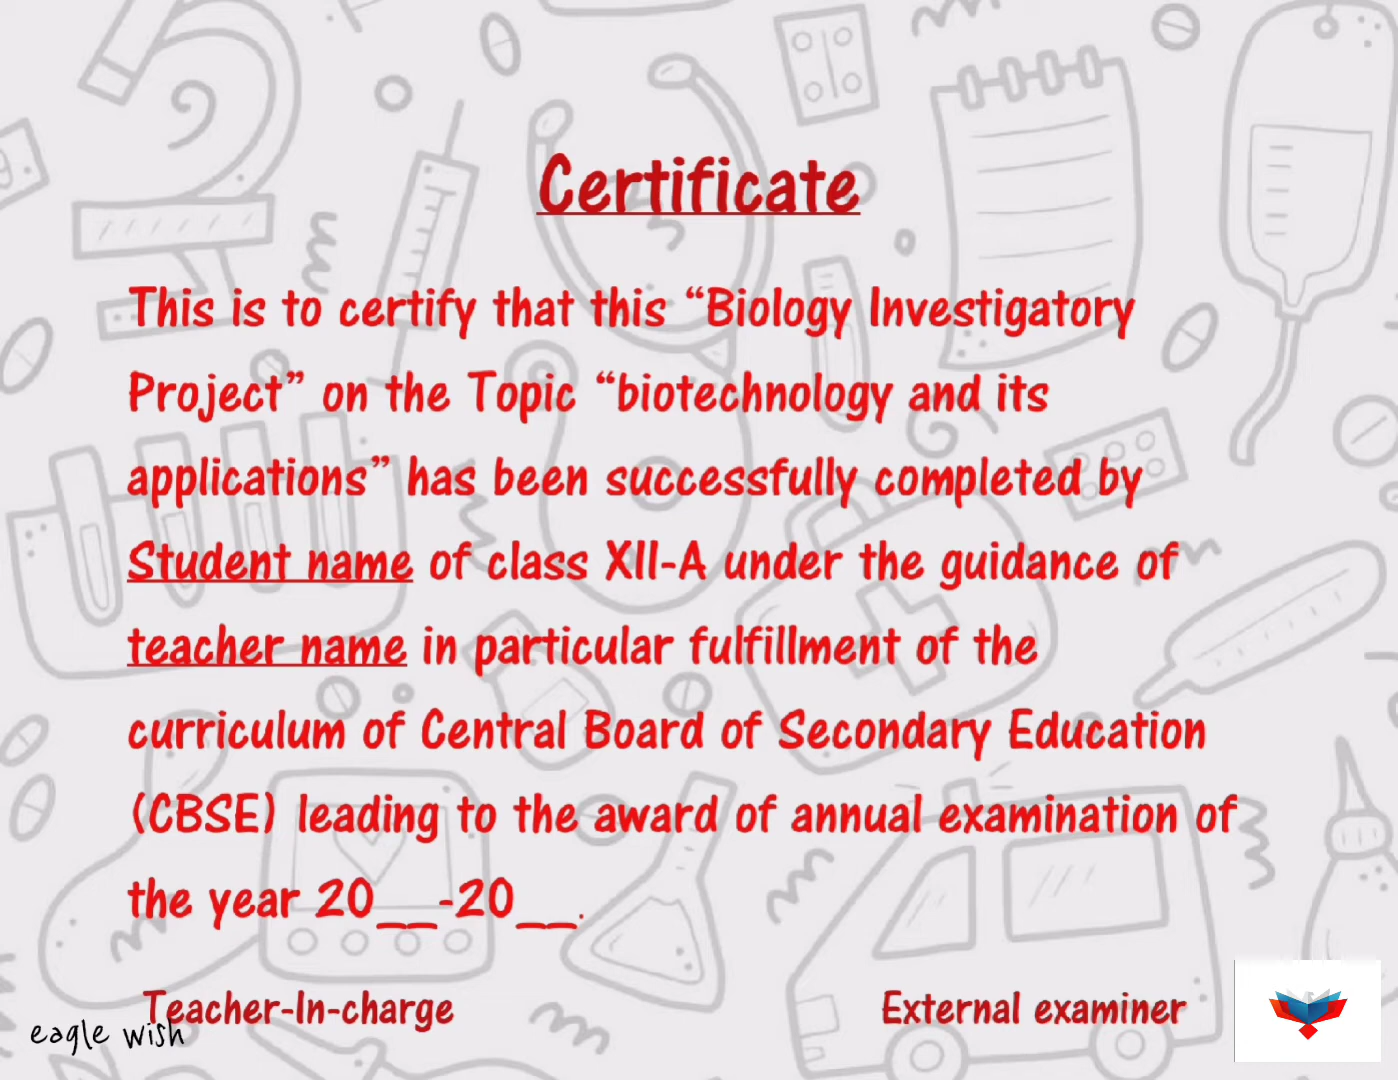 Certificate
This is to certify that this “Biology Investigatory
Project” on the Topic “biotechnology and its
applications” has been successfully completed by
Student name of class XII-A under the guidance of
teacher name in particular fulfillment of the
curriculum of Central Board of Secondary Education
(CBSE) leading to the award of annual examination of
the year 20__-20__.
Teacher-In-charge
External examiner
eagle wish